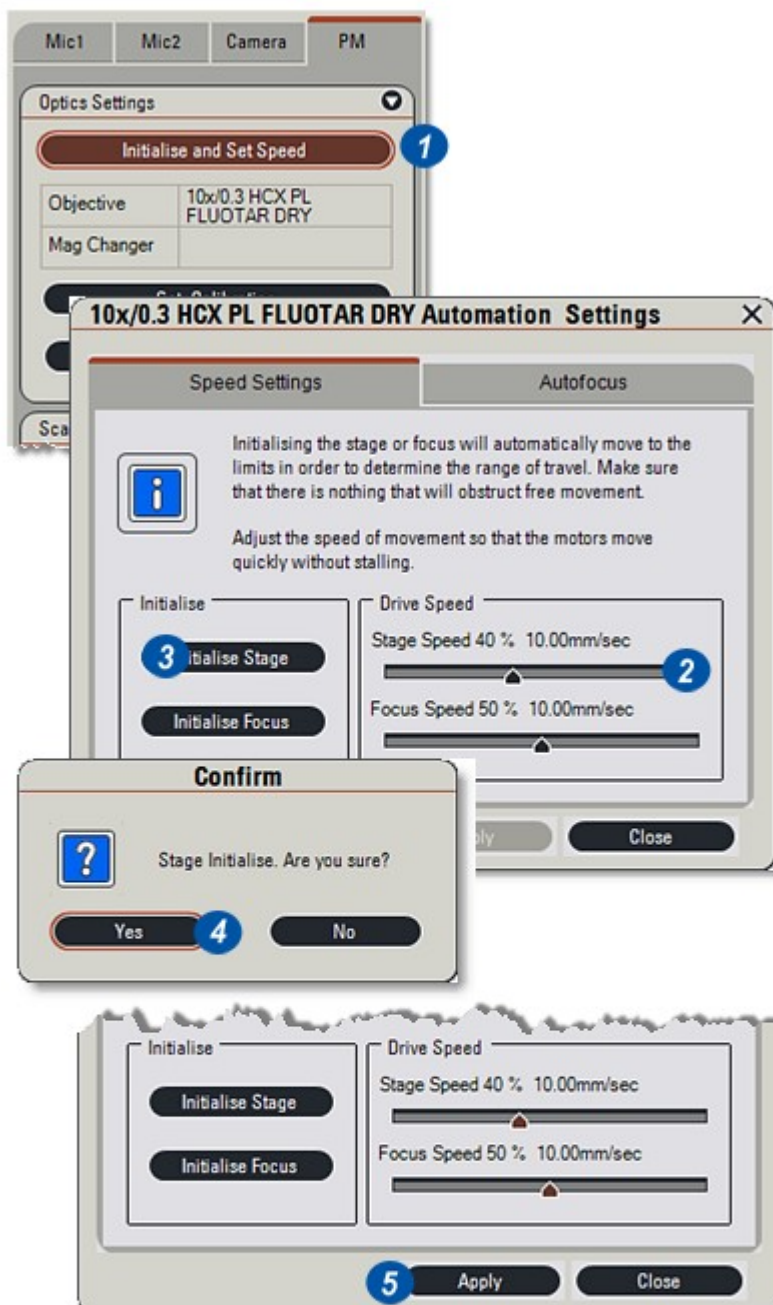 Mic1 Mic2 Camera PM
Optics Settings
Initialise and Set Speed
1
Objective 10x/0.3 HCX PL
FLUOTAR DRY
Mag Changer
10x/0.3 HCX PL FLUOTAR DRY Automation Settings
Speed Settings Autofocus
Sca
Initialising the stage or focus will automatically move to the
limits in order to determine the range of travel. Make sure
that there is nothing that will obstruct free movement.
Adjust the speed of movement so that the motors move
quickly without stalling.
Initialise
3 itialise Stage
Initialise Focus
Drive Speed
Stage Speed 40 % 10.00mm/sec
2
Focus Speed 50 % 10.00mm/sec
ply Close
Confirm
Stage Initialise. Are you sure?
Yes 4 No
Initialise
Initialise Stage
Initialise Focus
Drive Speed
Stage Speed 40 % 10.00mm/sec
Focus Speed 50 % 10.00mm/sec
5 Apply Close